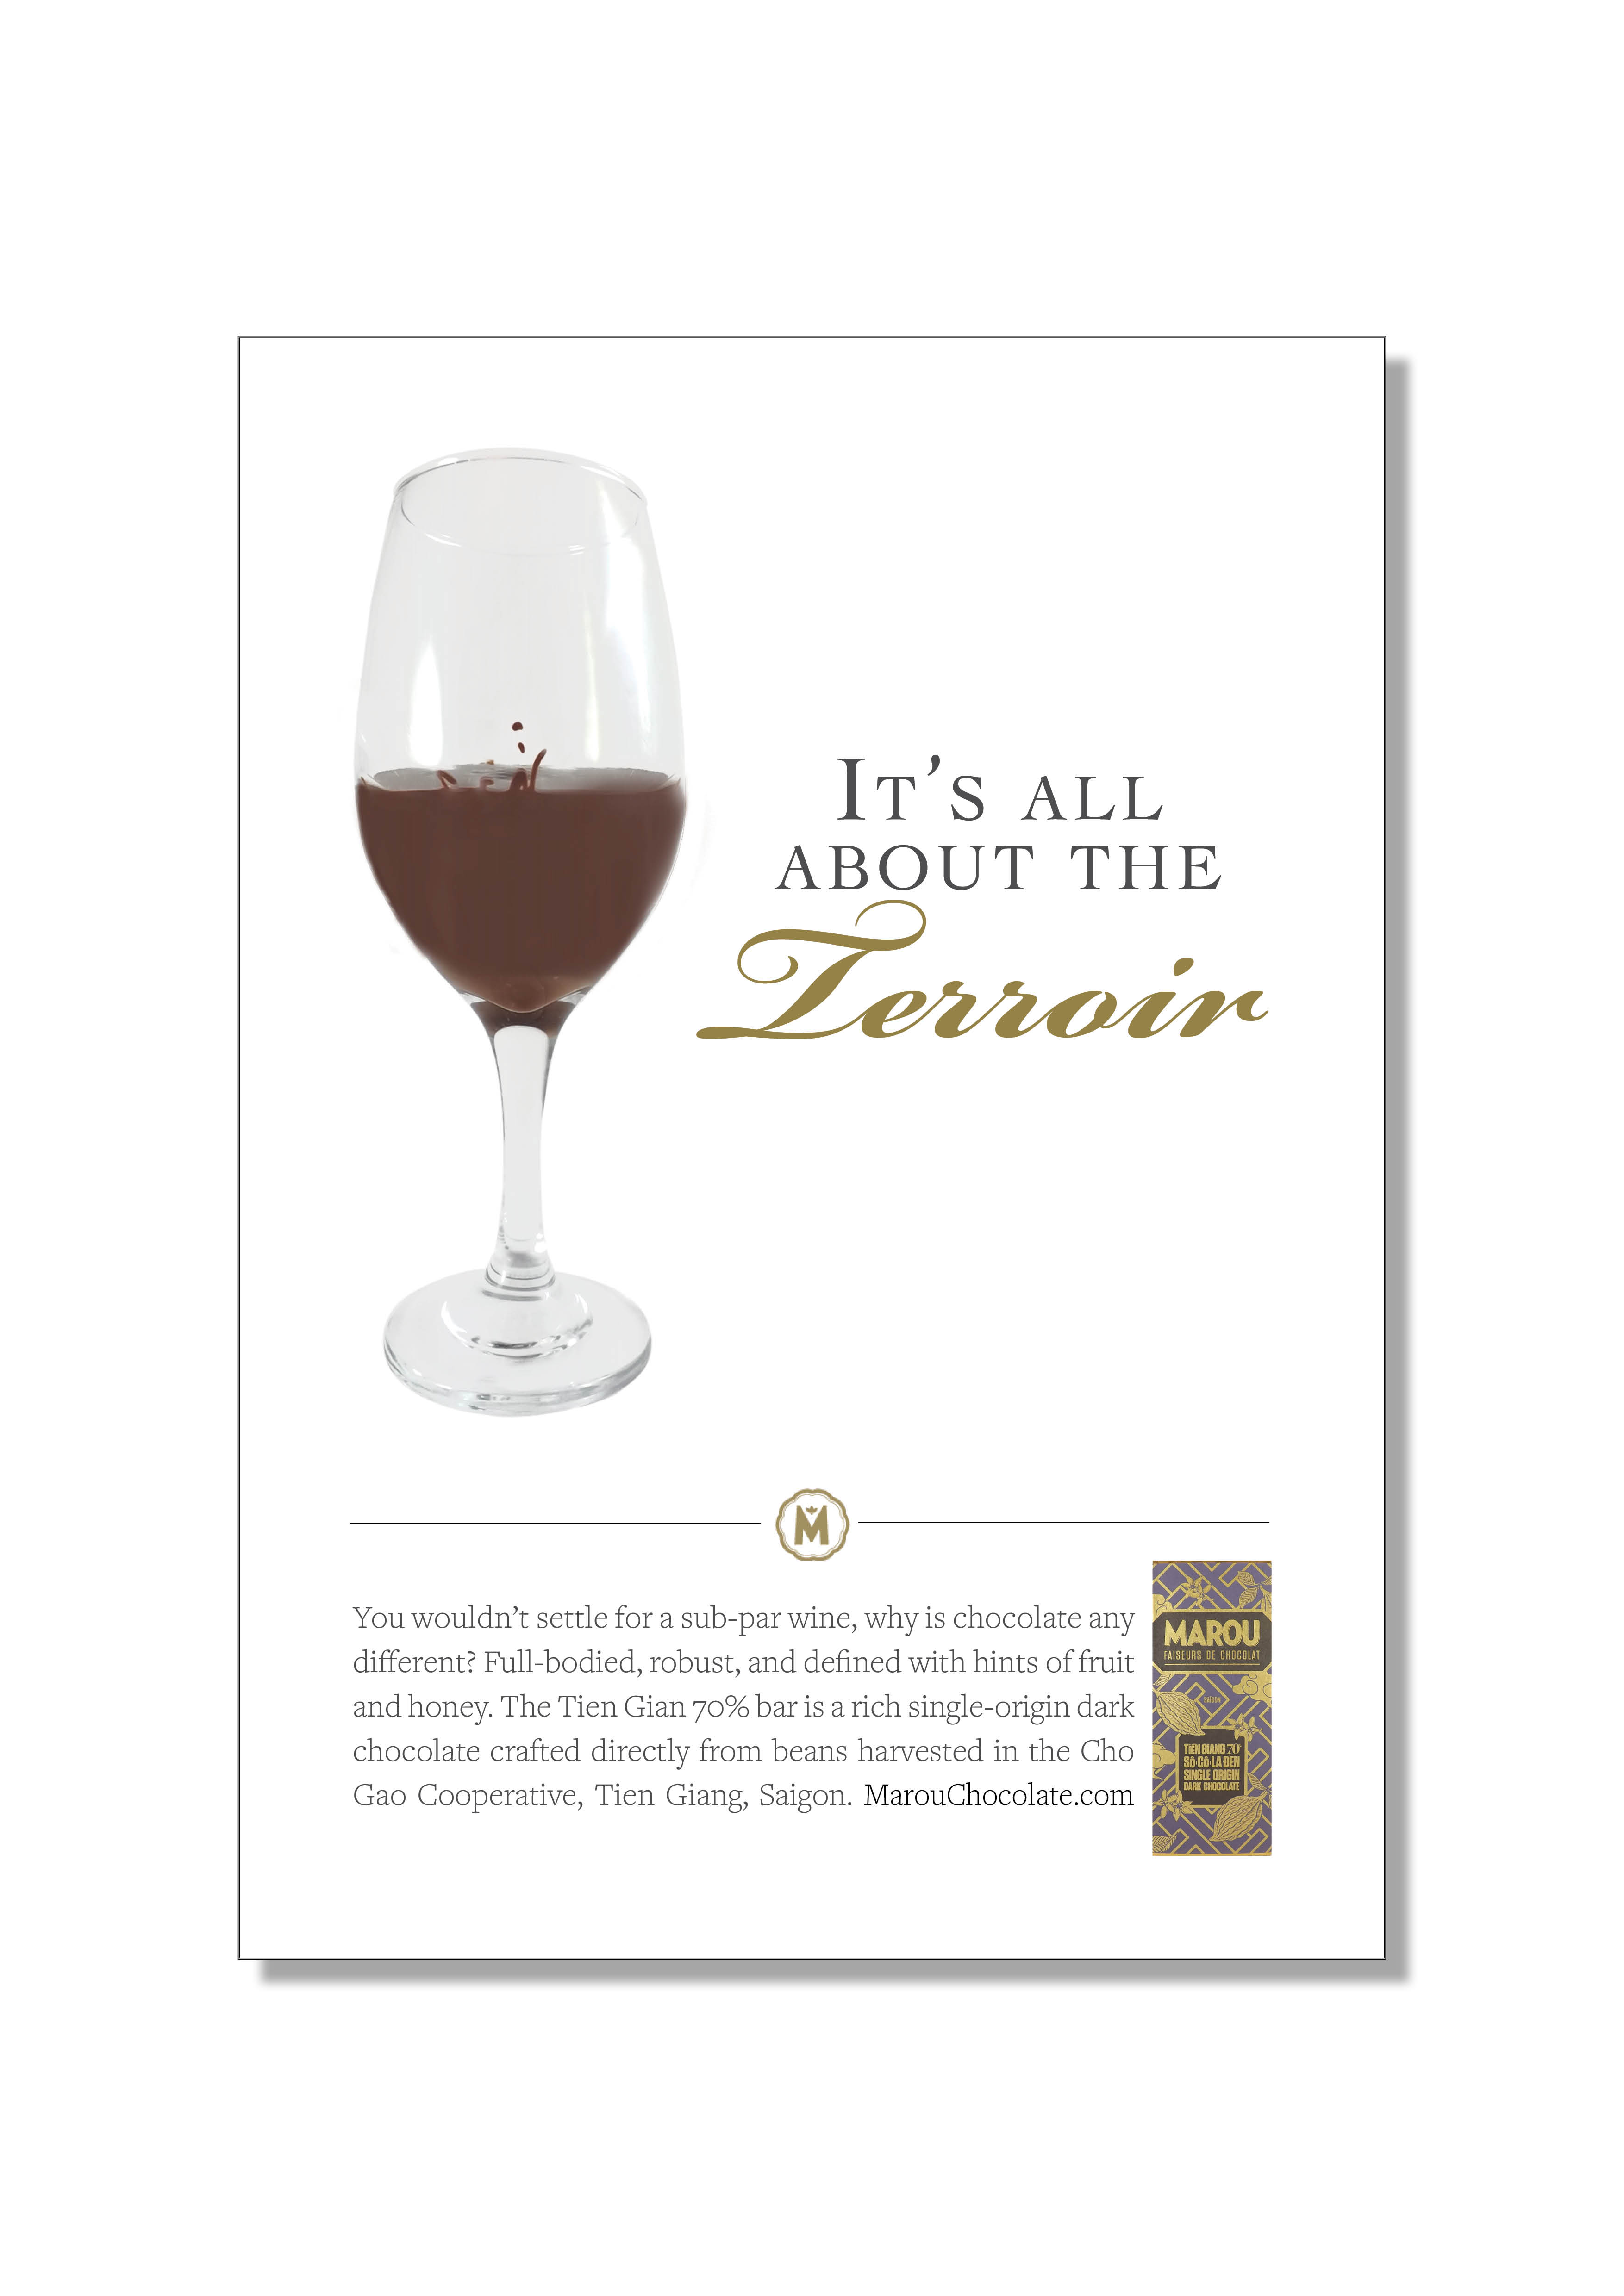 It's all
about the
Terroir
M
You wouldn't settle for a sub-par wine, why is chocolate any
different? Full-bodied, robust, and defined with hints of fruit
and honey. The Tien Gian 70% bar is a rich single-origin dark
chocolate crafted directly from beans harvested in the Cho
Gao Cooperative, Tien Giang, Saigon. MarouChocolate.com
MAROU
FAISEURS DE CHOCOLAT
SAIGON
TIỀN GIANG 70%
SÔ-CÔ-LA ĐEN
SINGLE ORIGIN
DARK CHOCOLATE